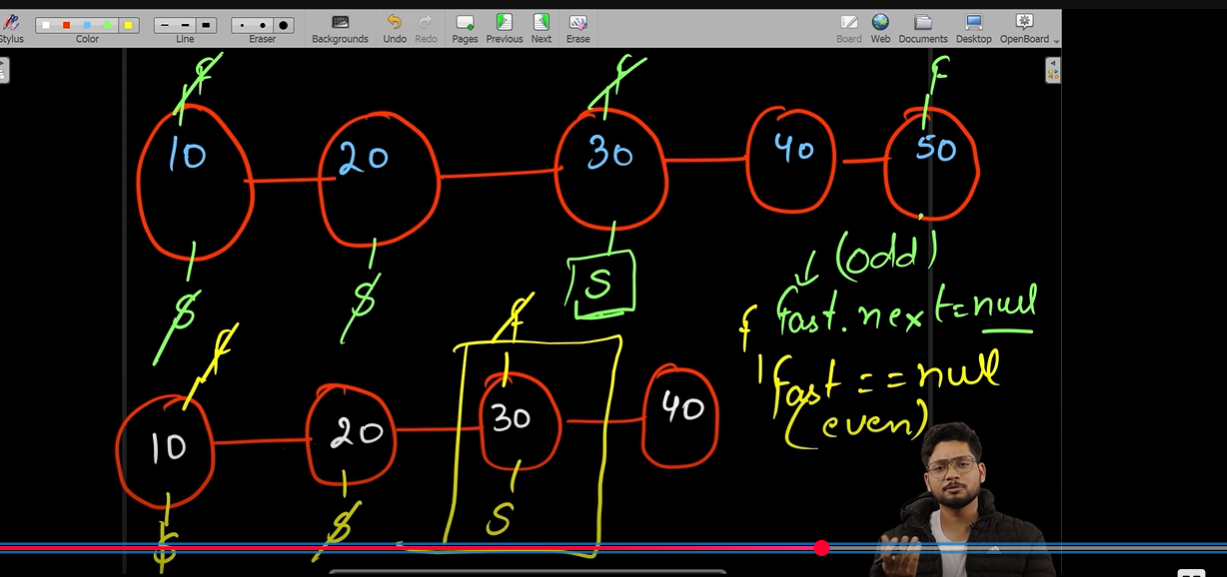 Stylus Color Line Eraser Backgrounds Undo Redo Pages Previous Next Erase Board Web Documents Desktop OpenBoard
f f f
10 20 30 40 50
S S S
(odd)
fast.next=null
f f f
fast==null
(even)
10 20 30 40
S S S